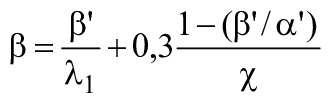 β = β'/λ₁ + 0,3 (1 − (β'/α'))/χ